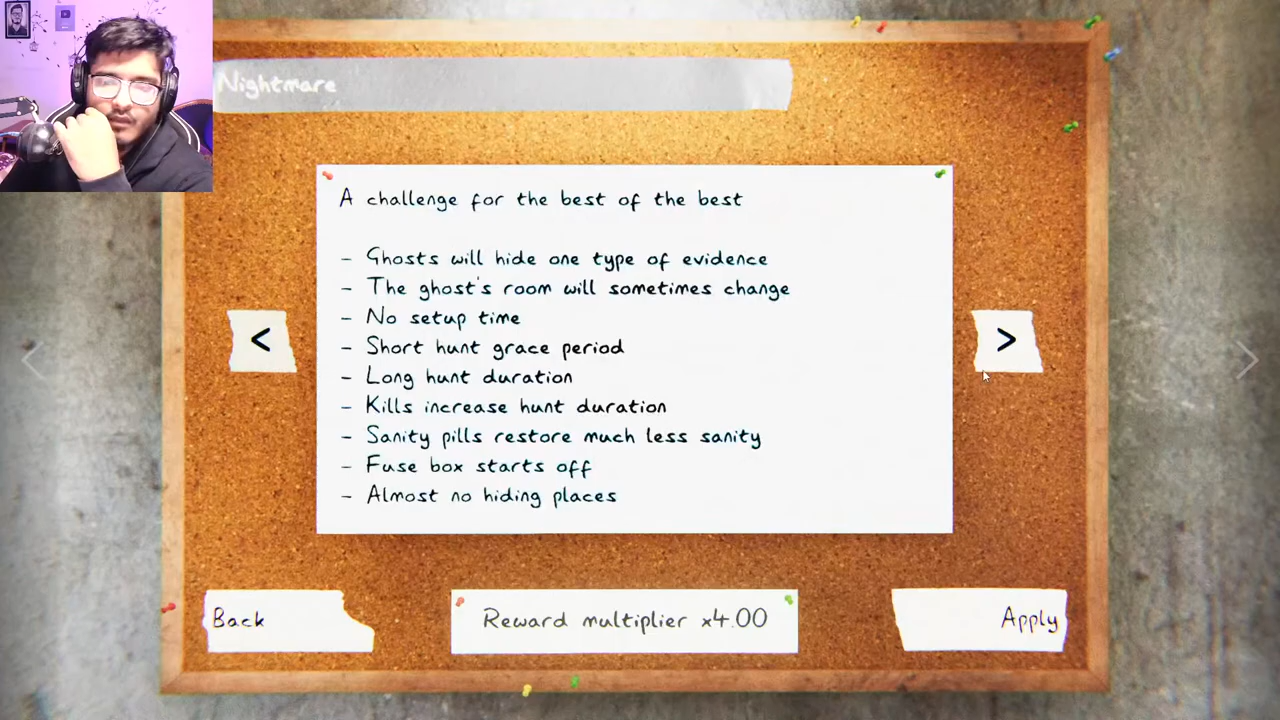 Nightmare
A challenge for the best of the best
- Ghosts will hide one type of evidence
- The ghost's room will sometimes change
- No setup time
- Short hunt grace period
- Long hunt duration
- Kills increase hunt duration
- Sanity pills restore much less sanity
- Fuse box starts off
- Almost no hiding places
<
>
Back
Reward multiplier x4.00
Apply